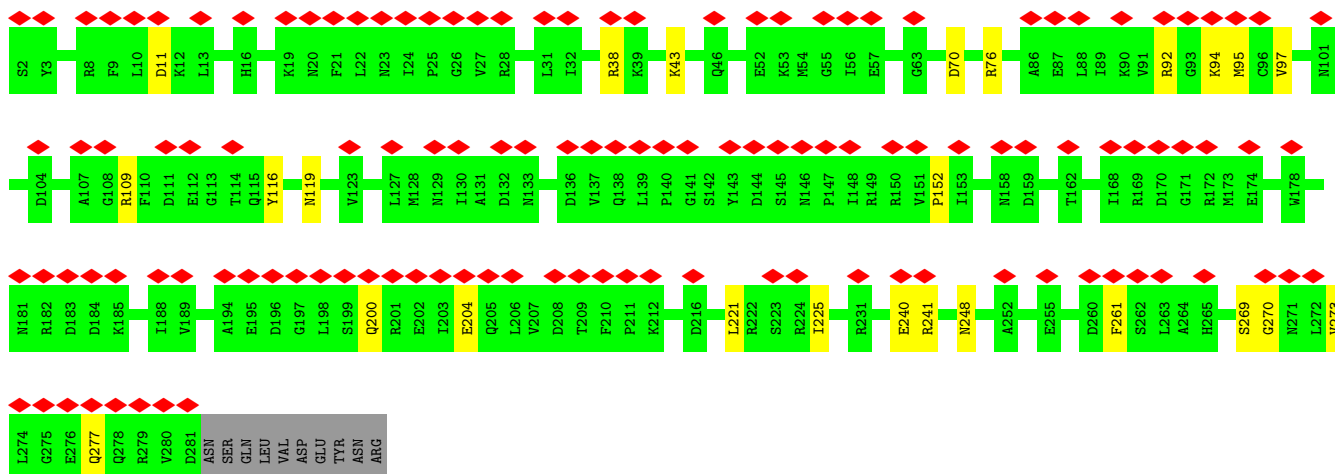 S2 Y3 R8 F9 L10 D11 K12 L13 H16 K19 N20 F21 L22 N23 I24 P25 G26 V27 R28 L31 I32 R38 K39 K43 Q46 E52 K53 M54 G55 I56 E57 G63 D70 R76 A86 E87 L88 I89 K90 V91 R92 G93 K94 M95 C96 V97 N101
D104 A107 G108 R109 F110 D111 E112 G113 T114 Q115 Y116 N119 V123 L127 M128 N129 I130 A131 D132 N133 D136 V137 Q138 L139 P140 G141 S142 Y143 D144 S145 N146 P147 I148 R149 R150 V151 P152 I153 N158 D159 T162 I168 R169 D170 G171 R172 M173 E174 W178
N181 R182 D183 D184 K185 I188 V189 A194 E195 D196 G197 L198 S199 Q200 R201 E202 I203 E204 Q205 L206 V207 D208 T209 F210 P211 K212 D216 L221 R222 S223 R224 I225 R231 E240 R241 N248 A252 E255 D260 F261 S262 L263 A264 H265 S269 G270 N271 L272
L274 G275 E276 Q277 Q278 R279 V280 D281 ASN SER GLN LEU VAL ASP GLU TYR ASN ARG